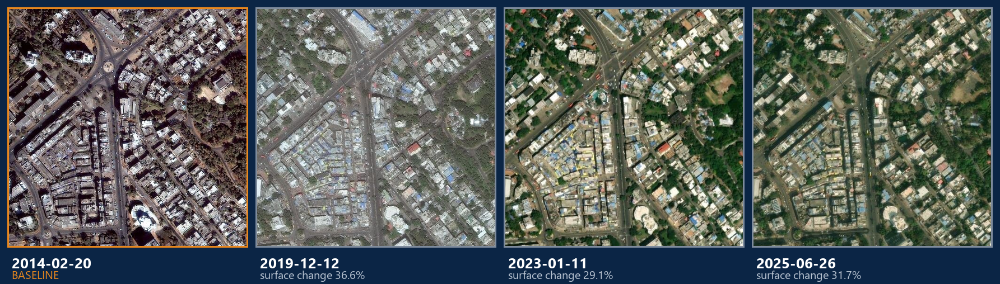 2014-02-20
BASELINE
2019-12-12
surface change 36.6%
2023-01-11
surface change 29.1%
2025-06-26
surface change 31.7%